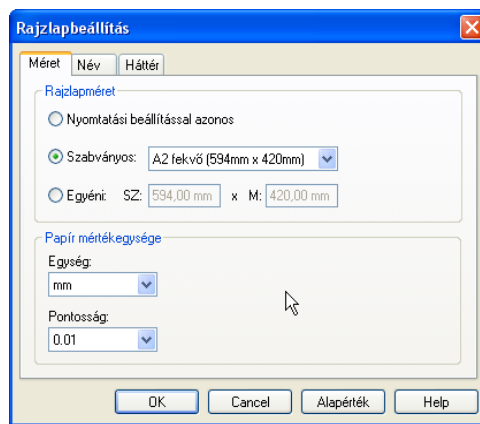 Rajzlapbeállítás
Méret Név Háttér
Rajzlapméret
Nyomtatási beállítással azonos
Szabványos: A2 fekvő (594mm x 420mm)
Egyéni: SZ: 594,00 mm x M: 420,00 mm
Papír mértékegysége
Egység:
mm
Pontosság:
0.01
OK Cancel Alapérték Help